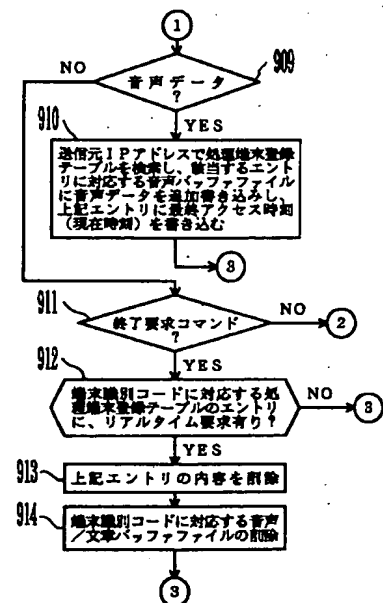 1
909
音声データ
?
NO
YES
910
送信元IPアドレスで処理端末登録
テーブルを検索し、該当するエント
リに対応する音声バッファファイル
に音声データを追加書き込みし、
上記エントリに最終アクセス時刻
(現在時刻)を書き込む
3
911
終了要求コマンド
?
NO
2
YES
912
端末識別コードに対応する処
理端末登録テーブルのエントリ
に、リアルタイム要求有り?
NO
3
YES
913
上記エントリの内容を削除
914
端末識別コードに対応する音声
/文章バッファファイルの削除
3